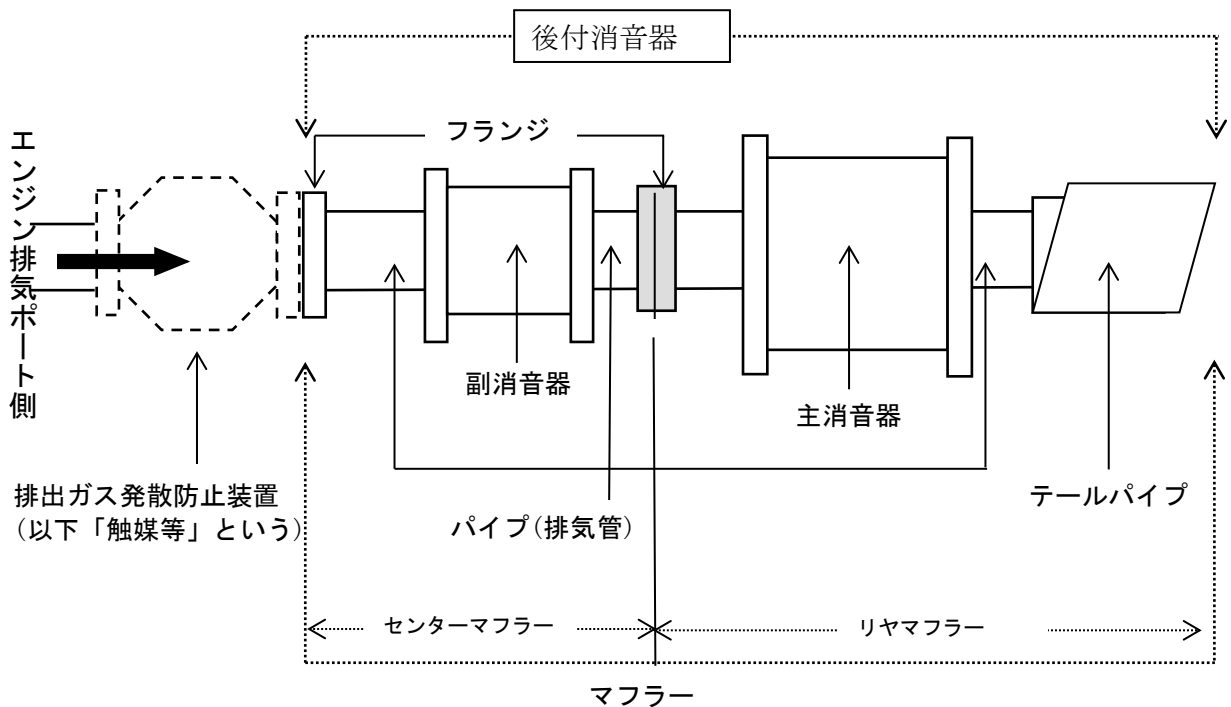 後付消音器
フランジ
エンジン排気ポート側
副消音器
主消音器
排出ガス発散防止装置
（以下「触媒等」という）
パイプ（排気管）
テールパイプ
センターマフラー
リヤマフラー
マフラー